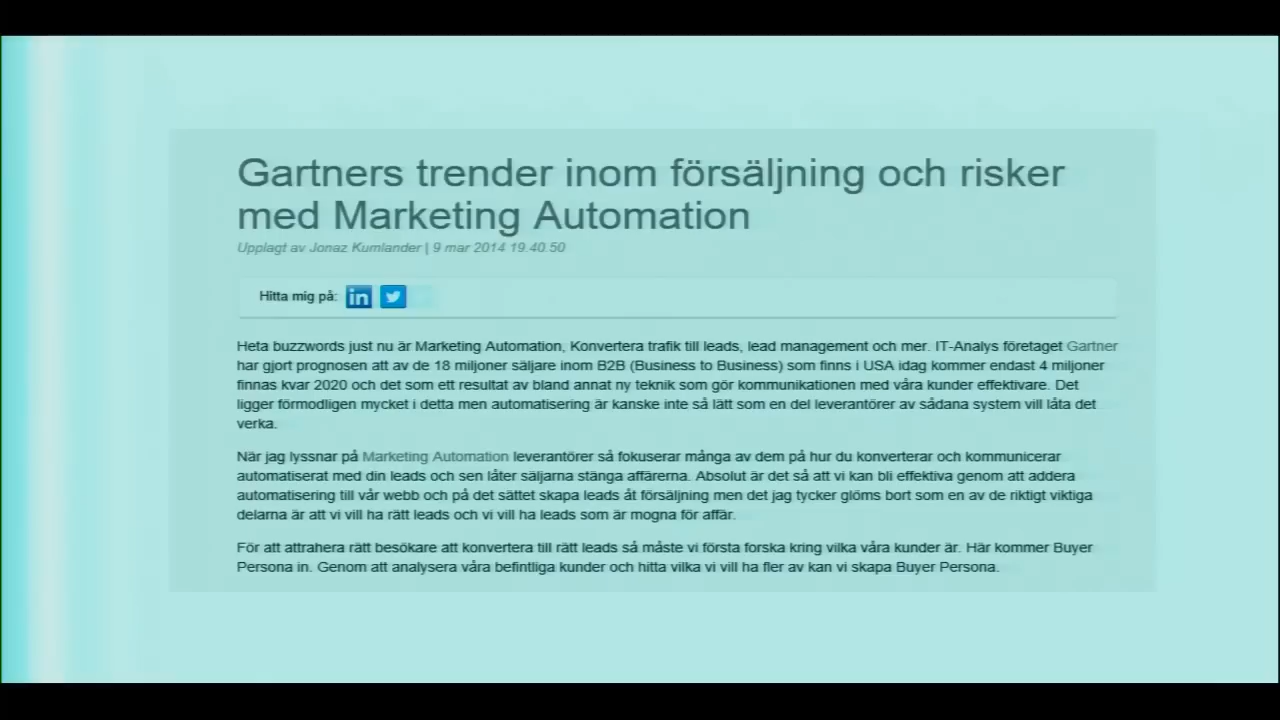 Gartners trender inom försäljning och risker
med Marketing Automation
Upplagt av Jonaz Kumlander | 9 mar 2014 19.40.50
Hitta mig på: in
Heta buzzwords just nu är Marketing Automation, Konvertera trafik till leads, lead management och mer. IT-Analys företaget Gartner
har gjort prognosen att av de 18 miljoner säljare inom B2B (Business to Business) som finns i USA idag kommer endast 4 miljoner
finnas kvar 2020 och det som ett resultat av bland annat ny teknik som gör kommunikationen med våra kunder effektivare. Det
ligger förmodligen mycket i detta men automatisering är kanske inte så lätt som en del leverantörer av sådana system vill låta det
verka.
När jag lyssnar på Marketing Automation leverantörer så fokuserar många av dem på hur du konverterar och kommunicerar
automatiserat med din leads och sen låter säljarna stänga affärerna. Absolut är det så att vi kan bli effektiva genom att addera
automatisering till vår webb och på det sättet skapa leads åt försäljning men det jag tycker glöms bort som en av de riktigt viktiga
delarna är att vi vill ha rätt leads och vi vill ha leads som är mogna för affär.
För att attrahera rätt besökare att konvertera till rätt leads så måste vi första forska kring vilka våra kunder är. Här kommer Buyer
Persona in. Genom att analysera våra befintliga kunder och hitta vilka vi vill ha fler av kan vi skapa Buyer Persona.